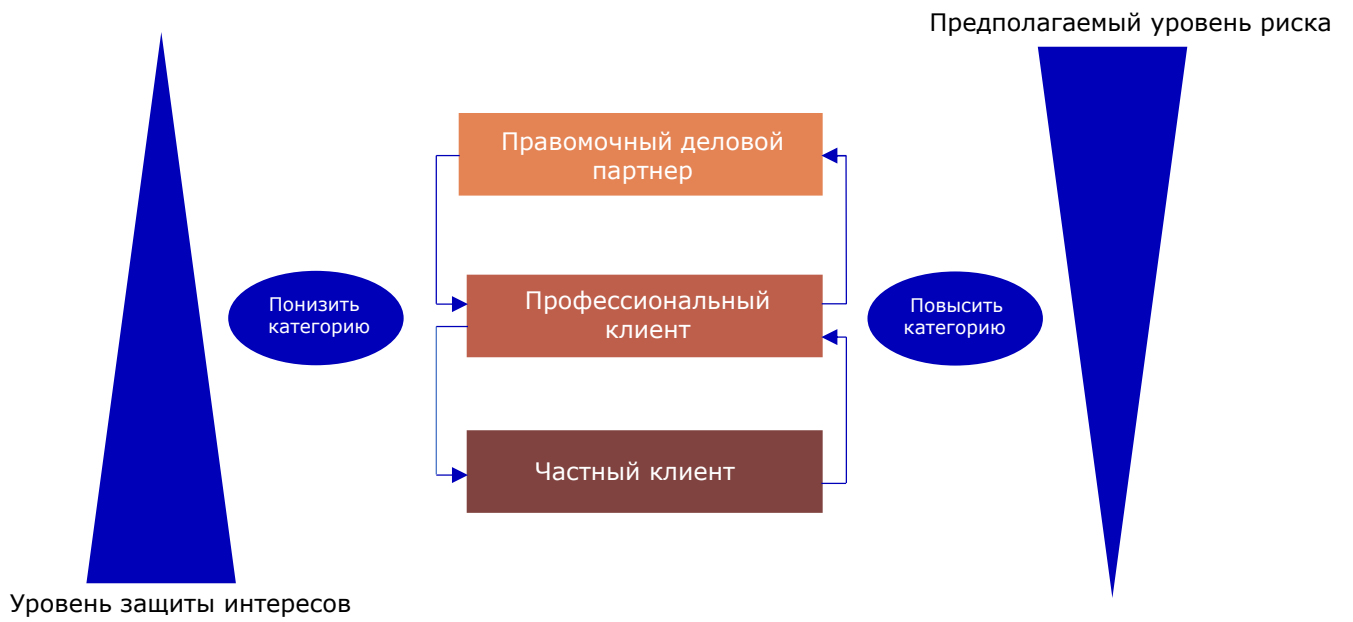 Предполагаемый уровень риска
Правомочный деловой
партнер
Понизить
категорию
Профессиональный
клиент
Повысить
категорию
Частный клиент
Уровень защиты интересов